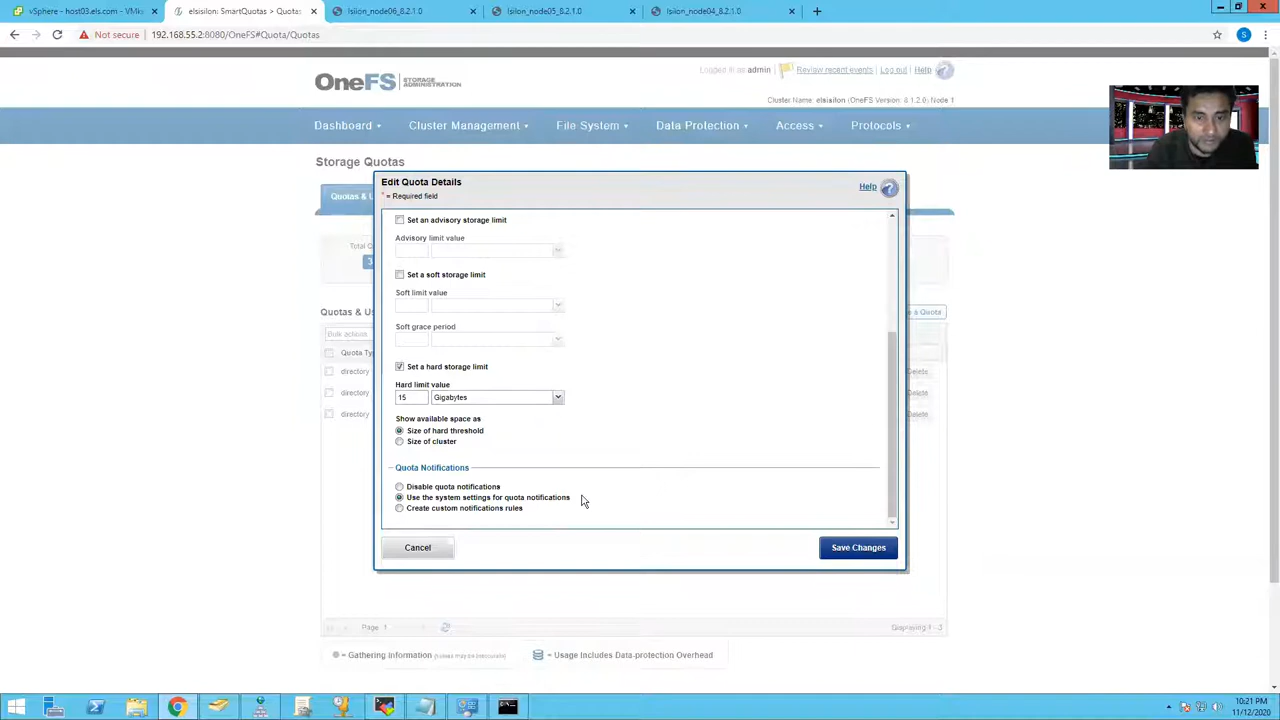 vSphere - host03.els.com - VMw
elsisilon: SmartQuotas > Quotas
Isilon_node06_8.2.1.0
Isilon_node05_8.2.1.0
Isilon_node04_8.2.1.0
Not secure
192.168.55.2:8080/OneFS#Quota/Quotas
S
OneFS STORAGE ADMINISTRATION
Logged in as admin
Review recent events
Log out
Help
Cluster Name: elsisilon (OneFS Version: 8.1.2.0) Node 1
Dashboard
Cluster Management
File System
Data Protection
Access
Protocols
Storage Quotas
Quotas & U
Total Q
3
Quotas & Us
e a Quota
Bulk actions
Quota Ty
directory
Delete
directory
Delete
directory
Delete
Edit Quota Details
Help
* = Required field
Set an advisory storage limit
Advisory limit value
Set a soft storage limit
Soft limit value
Soft grace period
Set a hard storage limit
Hard limit value
15
Gigabytes
Show available space as
Size of hard threshold
Size of cluster
Quota Notifications
Disable quota notifications
Use the system settings for quota notifications
Create custom notifications rules
Cancel
Save Changes
Page 1
Displaying 1 - 3
= Gathering Information (values may be inaccurate)
= Usage Includes Data-protection Overhead
10:21 PM
11/12/2020